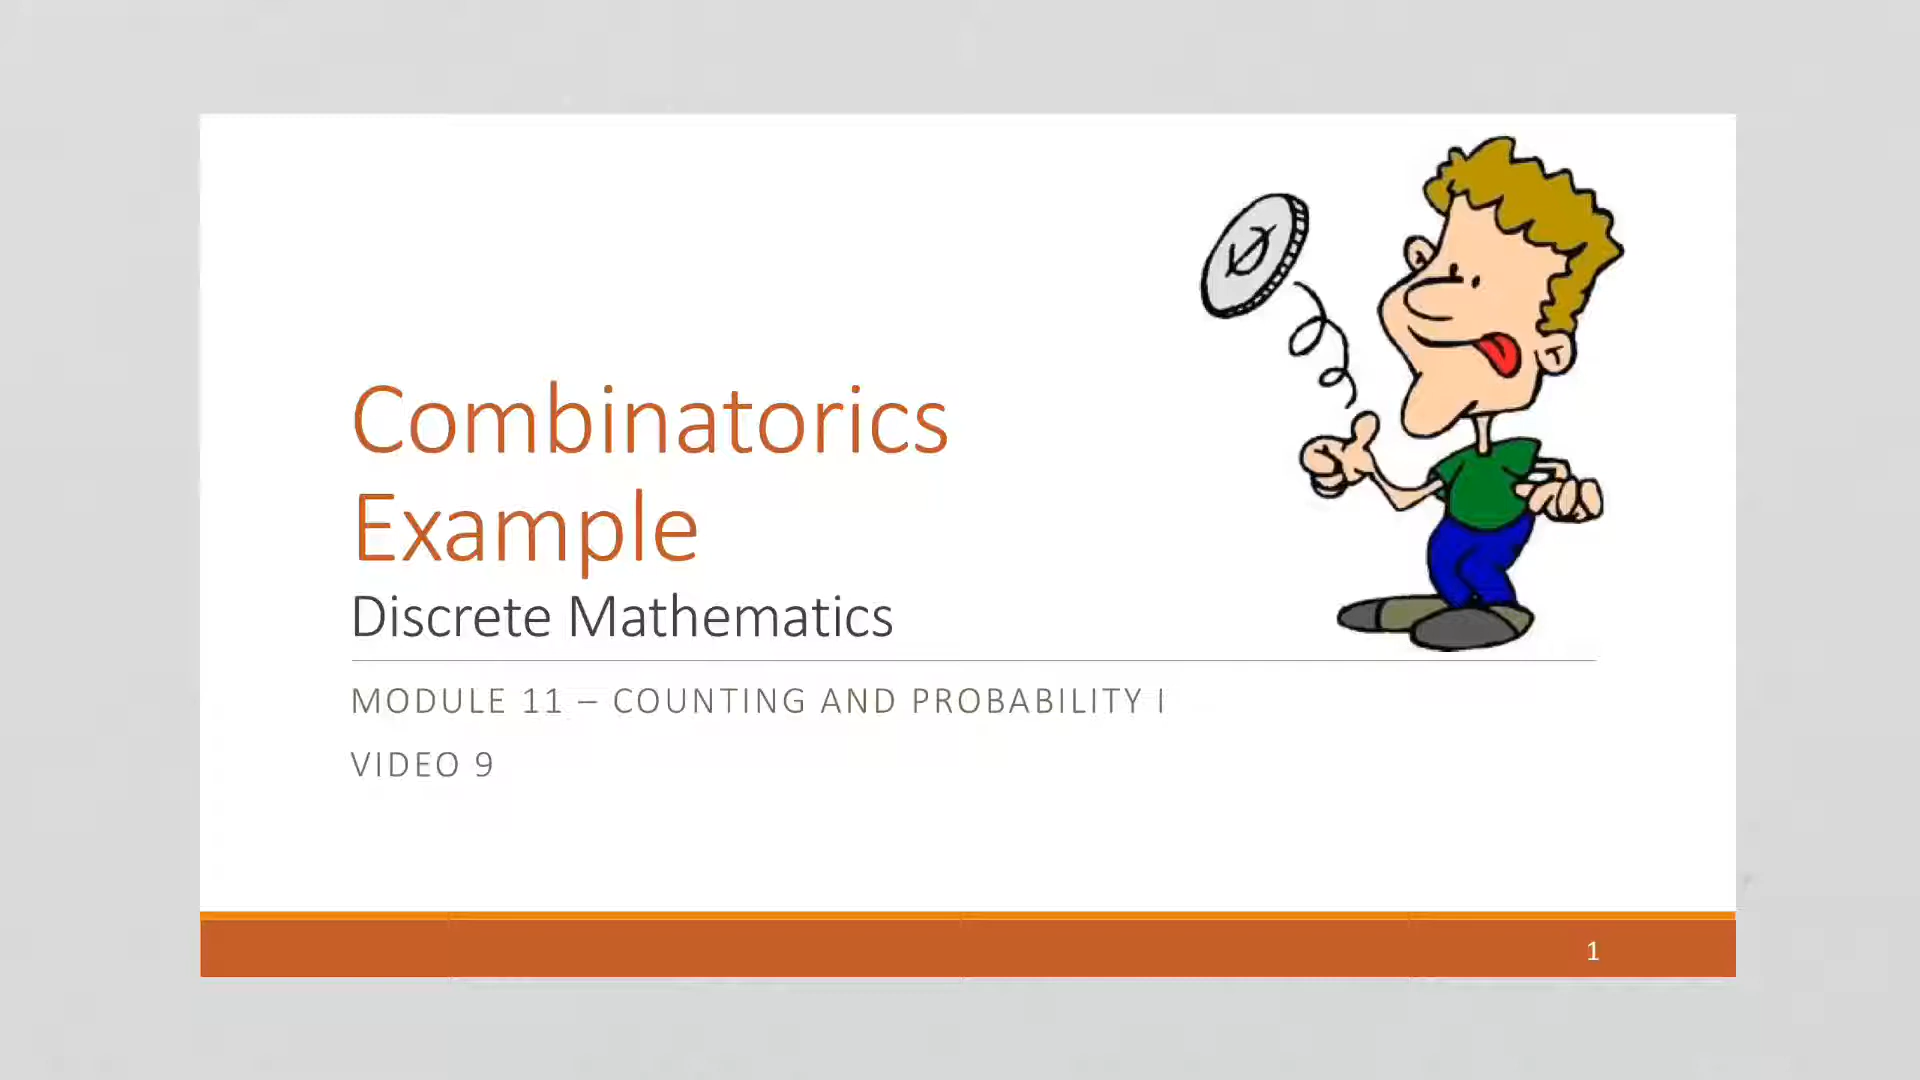 Combinatorics
Example
Discrete Mathematics
MODULE 11 – COUNTING AND PROBABILITY I
VIDEO 9
1